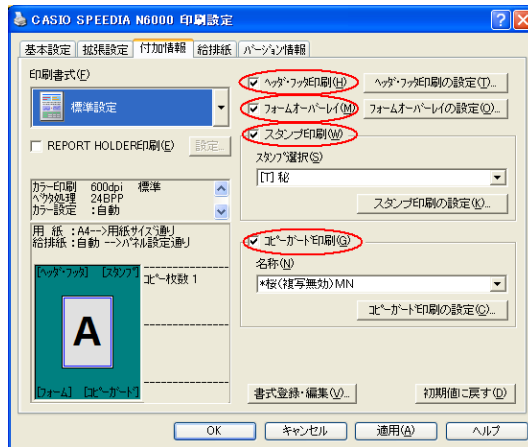 CASIO SPEEDIA N6000 印刷設定
基本設定 拡張設定 付加情報 給排紙 バージョン情報
印刷書式(F)
標準設定
REPORT HOLDER印刷(E) 設定...
カラー印刷 600dpi 標準
ベクタ処理 24BPP
カラー設定 :自動
用 紙 :A4-->用紙サイズ通り
給排紙:自動 -->パネル設定通り
[ヘッダ・フッタ] [スタンプ]
コピー枚数 1
A
[フォーム] [コピーガード]
ヘッダ・フッタ印刷(H) ヘッダ・フッタ印刷の設定(T)...
フォームオーバーレイ(M) フォームオーバーレイの設定(O)...
スタンプ印刷(W)
スタンプ選択(S)
[T] 秘
スタンプ印刷の設定(K)...
コピーガード印刷(G)
名称(N)
*桜(複写無効)MN
コピーガード印刷の設定(C)...
書式登録・編集(V)... 初期値に戻す(D)
OK キャンセル 適用(A) ヘルプ